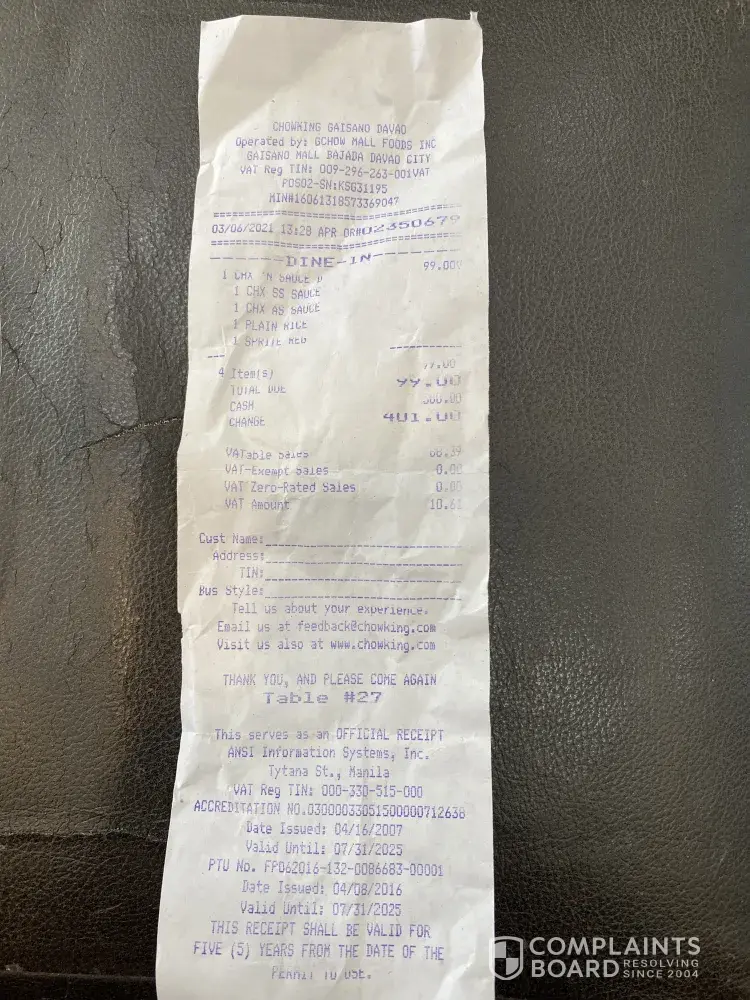 CHOWKING GAISANO DAVAO
Operated by: GCHOW MALL FOODS INC
GAISANO MALL BAJADA DAVAO CITY
VAT Reg TIN: 009-296-263-001VAT
POS02-SN:KSG31195
MIN#16061318573369047
03/06/2021 13:28 APR OR#02350679
DINE-IN
1 CHX 'N SAUCE 99.00V
1 CHX SS SAUCE
1 CHX AS SAUCE
1 PLAIN RICE
1 SPRITE REG
4 Item(s) 99.00
TOTAL DUE 99.00
CASH 500.00
CHANGE 401.00
VATable Sales 88.39
VAT-Exempt Sales 0.00
VAT Zero-Rated Sales 0.00
VAT Amount 10.61
Cust Name:
Address:
TIN:
Bus Style:
Tell us about your experience.
Email us at feedback@chowking.com
Visit us also at www.chowking.com
THANK YOU, AND PLEASE COME AGAIN
Table #27
This serves as an OFFICIAL RECEIPT
ANSI Information Systems, Inc.
Tytana St., Manila
VAT Reg TIN: 000-330-515-000
ACCREDITATION NO.03000033051500000712638
Date Issued: 04/16/2007
Valid Until: 07/31/2025
PTU No. FP062016-132-0086683-00001
Date Issued: 04/08/2016
Valid Until: 07/31/2025
THIS RECEIPT SHALL BE VALID FOR
FIVE (5) YEARS FROM THE DATE OF THE
PERMIT TO USE.
COMPLAINTS
BOARD RESOLVING SINCE 2004